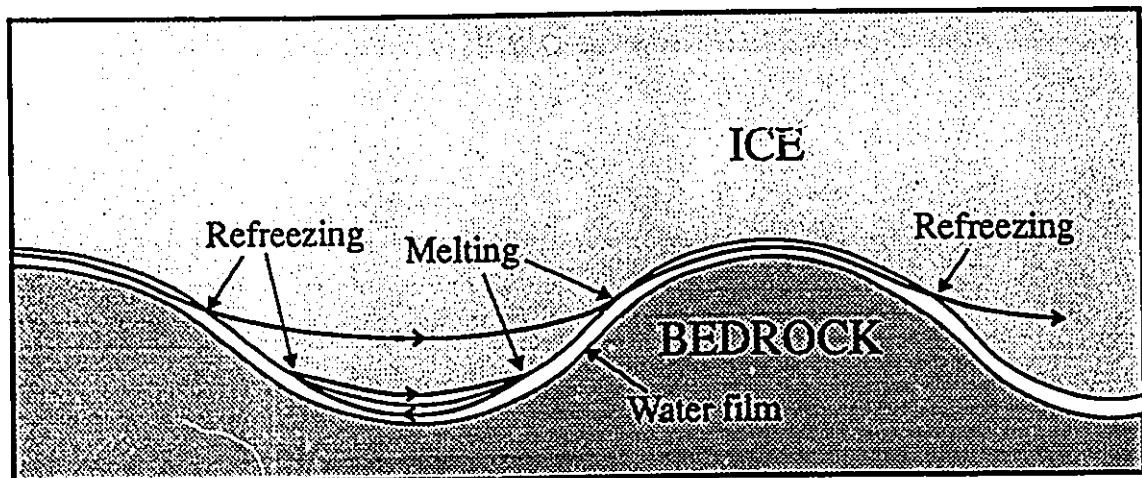 ICE
Refreezing
Melting
Refreezing
BEDROCK
Water film